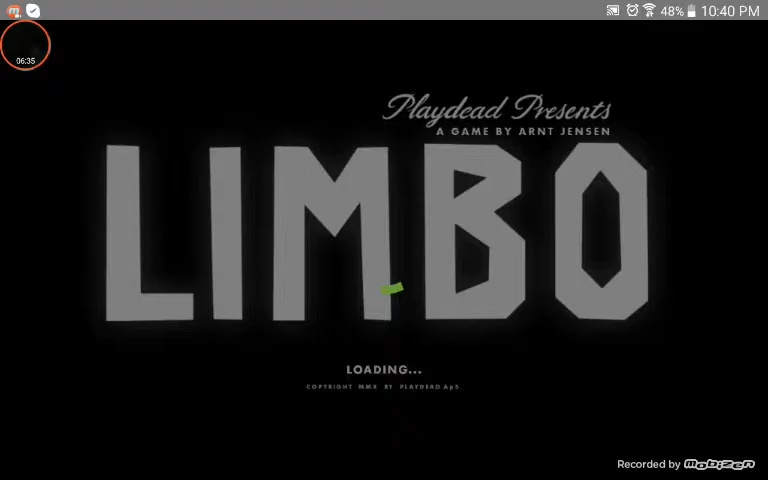 48% 10:40 PM
06:35
Playdead Presents
A GAME BY ARNT JENSEN
LIMBO
LOADING...
COPYRIGHT MMX BY PLAYDEAD ApS
Recorded by mobizen